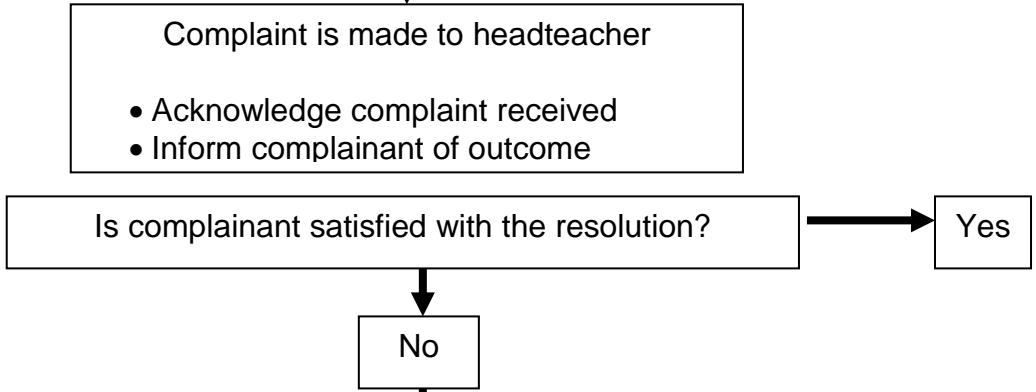 Complaint is made to headteacher
• Acknowledge complaint received
• Inform complainant of outcome
Is complainant satisfied with the resolution?
Yes
No